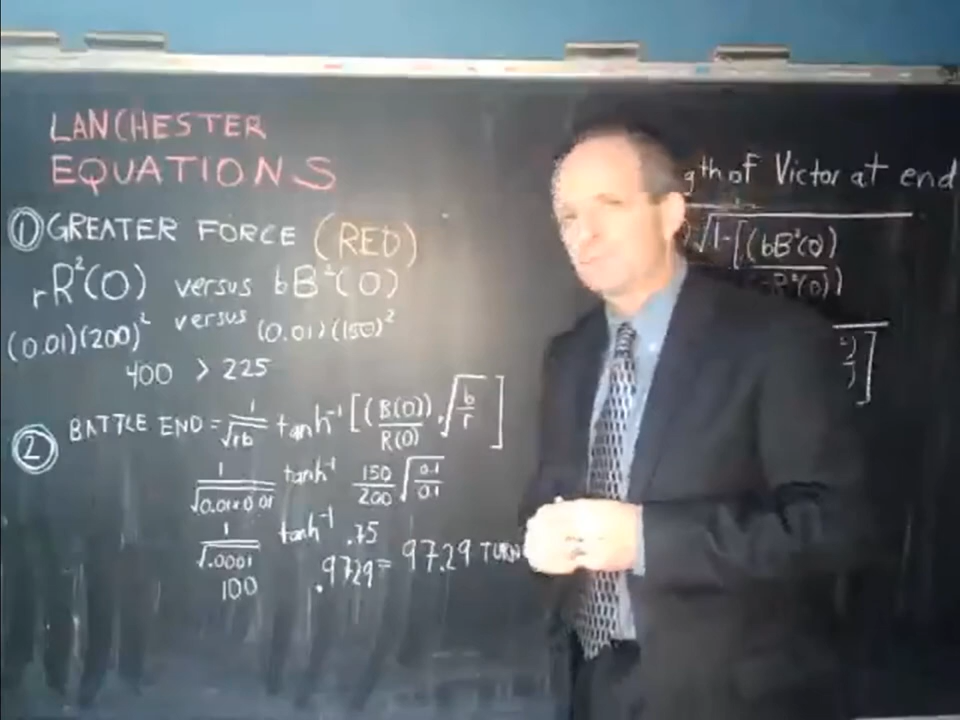 LANCHESTER
EQUATIONS
① GREATER FORCE (RED)
rR²(0) versus bB²(0)
(0.01)(200)² versus (0.01)(150)²
400 > 225
② BATTLE END = 1/√rb tanh⁻¹ [(B(0)/R(0)) · √b/r ]
1/√0.01×0.01 tanh⁻¹ 150/200 √0.1/0.1
1/√.0001 tanh⁻¹ .75
100 .9729 = 97.29 TURN
gth of Victor at end
√1-[(bB²(0)
R²(0))